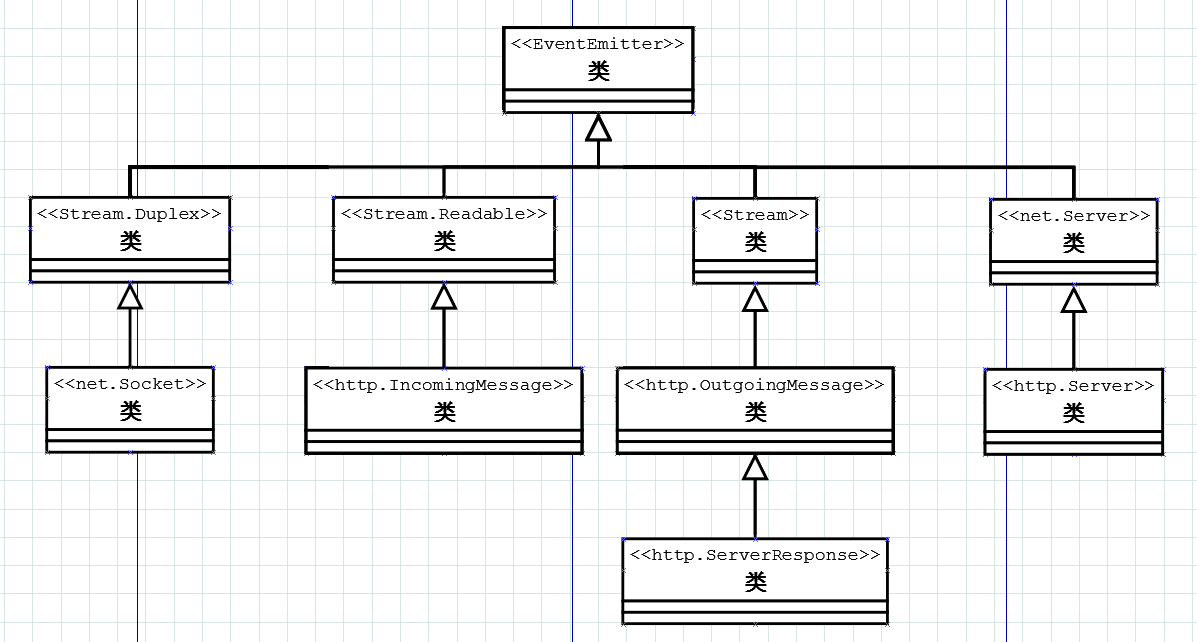 <<EventEmitter>>
类
<<Stream.Duplex>>
类
<<Stream.Readable>>
类
<<Stream>>
类
<<net.Server>>
类
<<net.Socket>>
类
<<http.IncomingMessage>>
类
<<http.OutgoingMessage>>
类
<<http.Server>>
类
<<http.ServerResponse>>
类